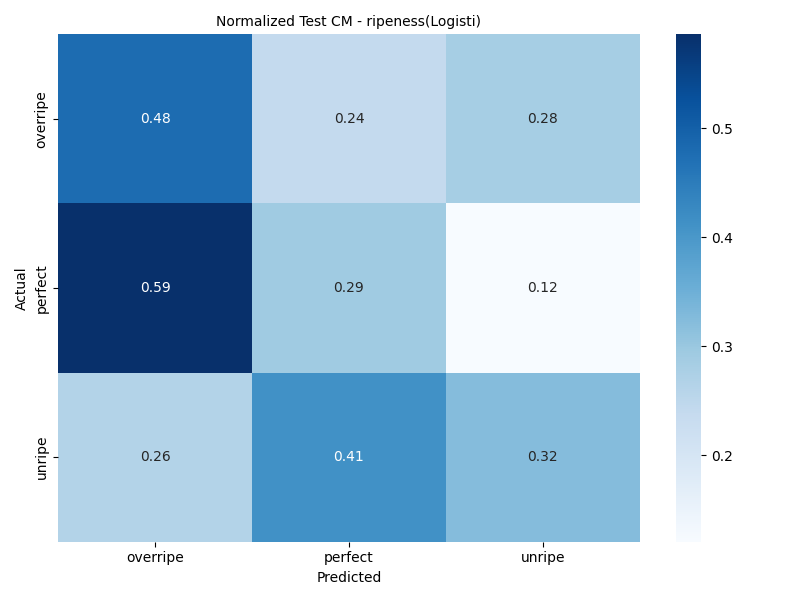 Normalized Test CM - ripeness(Logisti)
overripe 0.48 0.24 0.28
0.5
0.4
Actual
perfect 0.59 0.29 0.12
0.3
unripe 0.26 0.41 0.32
0.2
overripe perfect unripe
Predicted